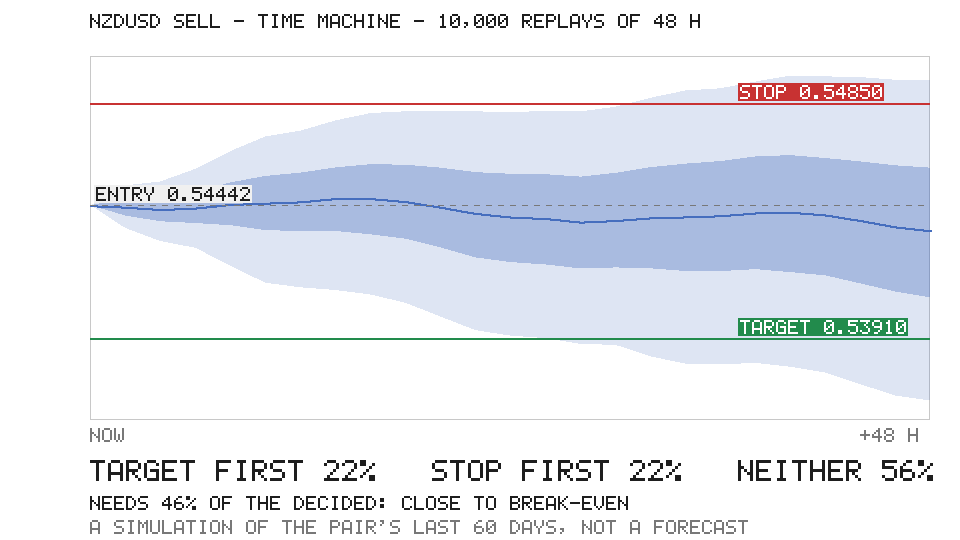 NZDUSD SELL - TIME MACHINE - 10,000 REPLAYS OF 48 H
STOP 0.54850
ENTRY 0.54442
TARGET 0.53910
NOW
+48 H
TARGET FIRST 22% STOP FIRST 22% NEITHER 56%
NEEDS 46% OF THE DECIDED: CLOSE TO BREAK-EVEN
A SIMULATION OF THE PAIR'S LAST 60 DAYS, NOT A FORECAST